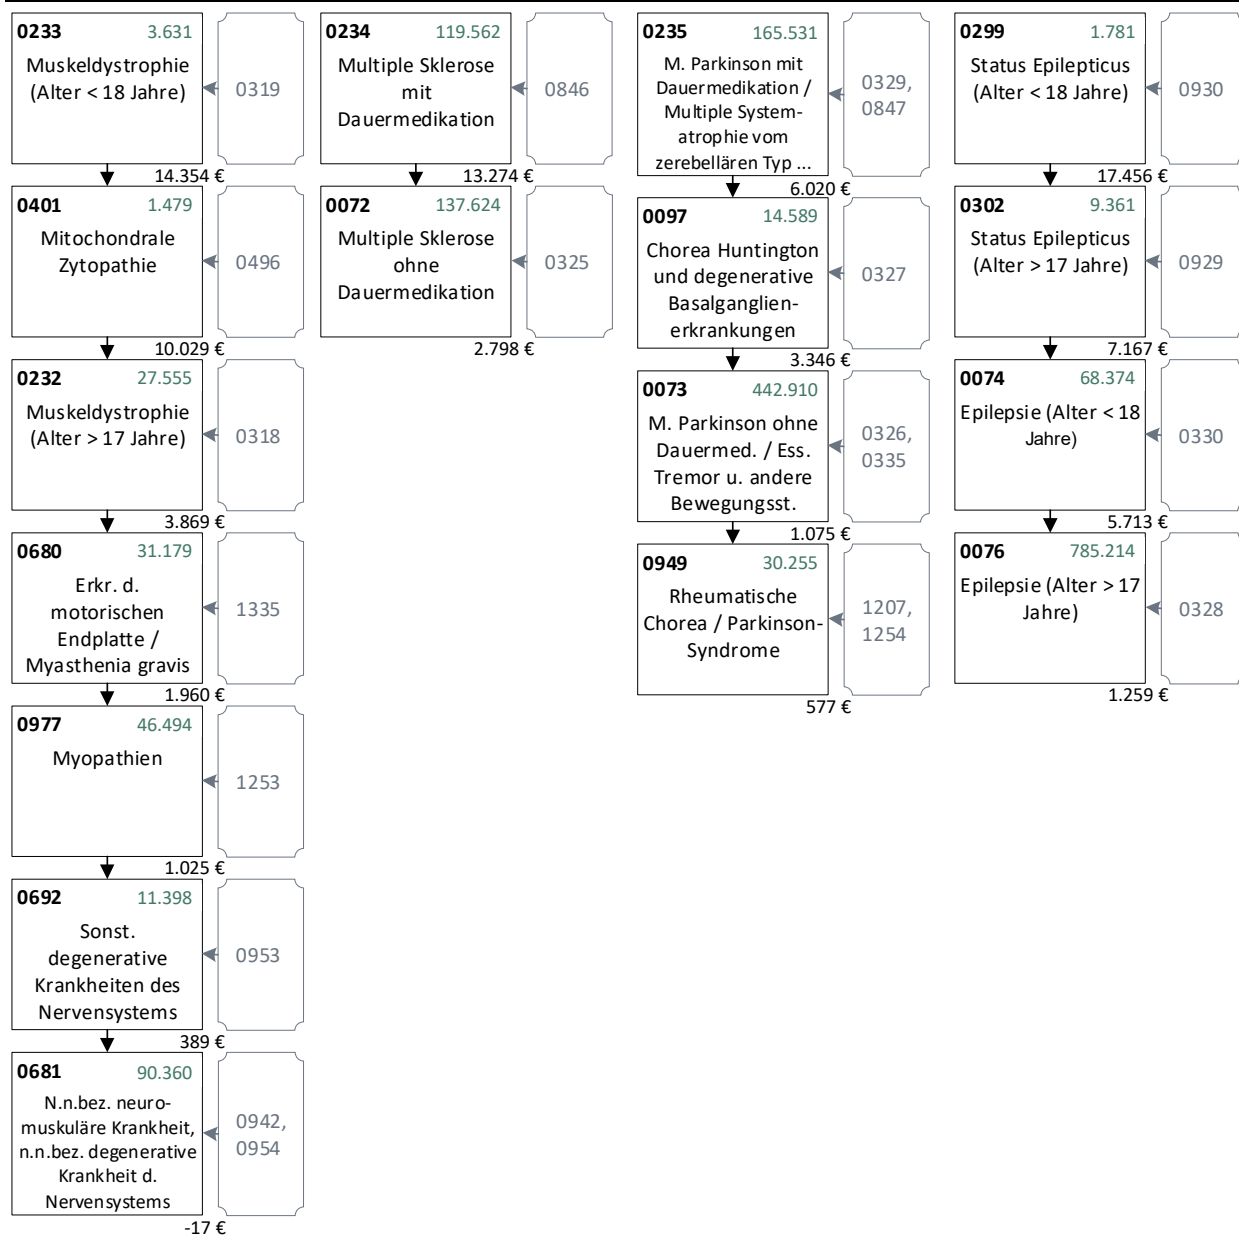 0233 3.631
Muskeldystrophie
(Alter < 18 Jahre)
0319
14.354 €
0401 1.479
Mitochondrale
Zytopathie
0496
10.029 €
0232 27.555
Muskeldystrophie
(Alter > 17 Jahre)
0318
3.869 €
0680 31.179
Erkr. d.
motorischen
Endplatte /
Myasthenia gravis
1335
1.960 €
0977 46.494
Myopathien
1253
1.025 €
0692 11.398
Sonst.
degenerative
Krankheiten des
Nervensystems
0953
389 €
0681 90.360
N.n.bez. neuro-
muskuläre Krankheit,
n.n.bez. degenerative
Krankheit d.
Nervensystems
0942,
0954
-17 €
0234 119.562
Multiple Sklerose
mit
Dauermedikation
0846
13.274 €
0072 137.624
Multiple Sklerose
ohne
Dauermedikation
0325
2.798 €
0235 165.531
M. Parkinson mit
Dauermedikation /
Multiple System-
atrophie vom
zerebellären Typ ...
0329,
0847
6.020 €
0097 14.589
Chorea Huntington
und degenerative
Basalganglien-
erkrankungen
0327
3.346 €
0073 442.910
M. Parkinson ohne
Dauermed. / Ess.
Tremor u. andere
Bewegungsst.
0326,
0335
1.075 €
0949 30.255
Rheumatische
Chorea / Parkinson-
Syndrome
1207,
1254
577 €
0299 1.781
Status Epilepticus
(Alter < 18 Jahre)
0930
17.456 €
0302 9.361
Status Epilepticus
(Alter > 17 Jahre)
0929
7.167 €
0074 68.374
Epilepsie (Alter < 18
Jahre)
0330
5.713 €
0076 785.214
Epilepsie (Alter > 17
Jahre)
0328
1.259 €